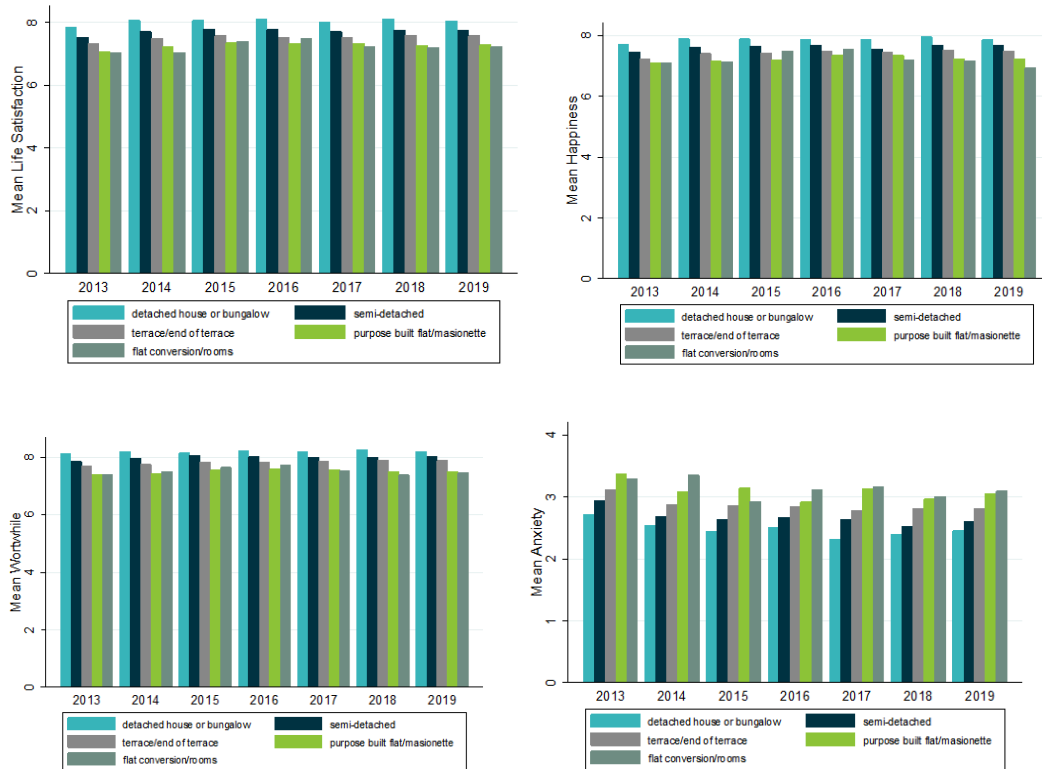 Mean Life Satisfaction
8
6
4
2
0
2013 2014 2015 2016 2017 2018 2019
detached house or bungalow semi-detached
terrace/end of terrace purpose built flat/masionette
flat conversion/rooms
Mean Happiness
8
6
4
2
0
2013 2014 2015 2016 2017 2018 2019
detached house or bungalow semi-detached
terrace/end of terrace purpose built flat/masionette
flat conversion/rooms
Mean Wortwhile
8
6
4
2
0
2013 2014 2015 2016 2017 2018 2019
detached house or bungalow semi-detached
terrace/end of terrace purpose built flat/masionette
flat conversion/rooms
Mean Anxiety
4
3
2
1
0
2013 2014 2015 2016 2017 2018 2019
detached house or bungalow semi-detached
terrace/end of terrace purpose built flat/masionette
flat conversion/rooms